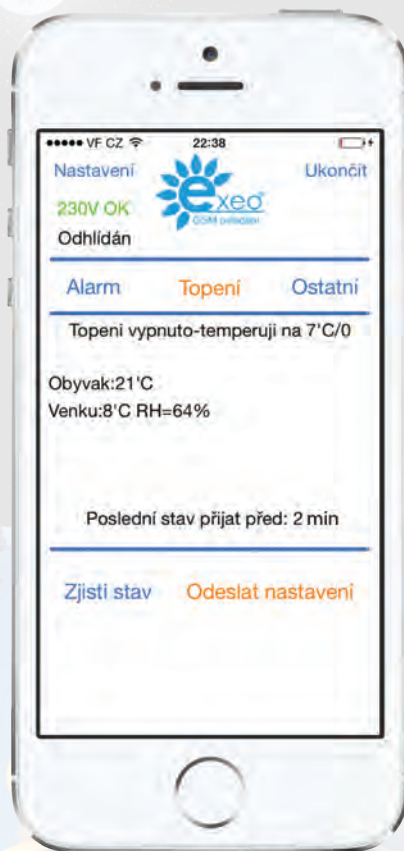 ●●●●● VF CZ 22:38
Nastavení
Ukončit
exeo
GSM ovládání
230V OK
Odhlídán
Alarm Topení Ostatní
Topeni vypnuto-temperuji na 7'C/0
Obyvak:21'C
Venku:8'C RH=64%
Poslední stav přijat před: 2 min
Zjisti stav Odeslat nastavení